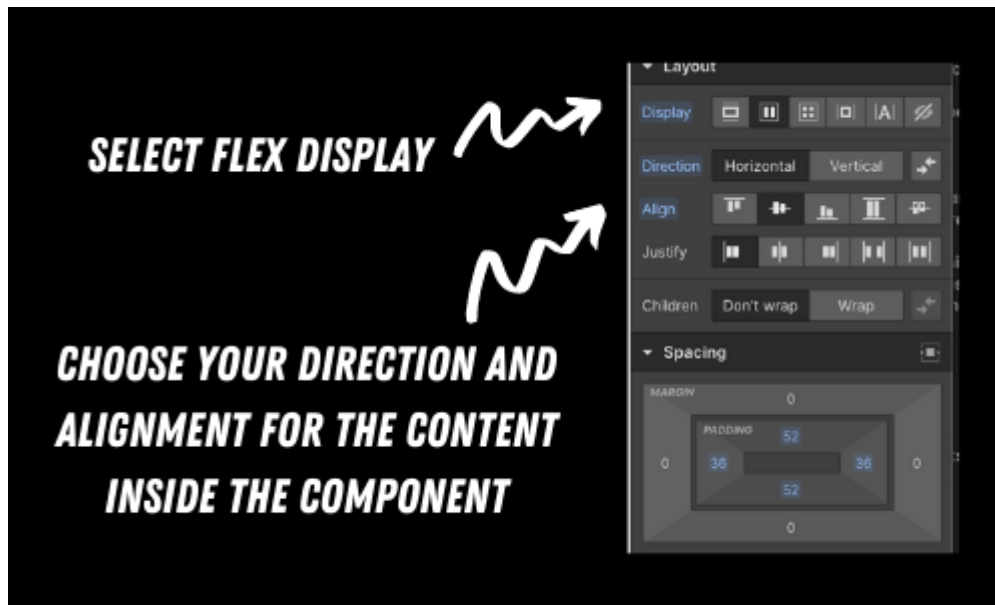 SELECT FLEX DISPLAY
CHOOSE YOUR DIRECTION AND
ALIGNMENT FOR THE CONTENT
INSIDE THE COMPONENT
Layout
Display |A|
Direction Horizontal Vertical
Align
Justify
Children Don't wrap Wrap
Spacing
MARGIN 0
PADDING 52
0 36 36 0
52
0